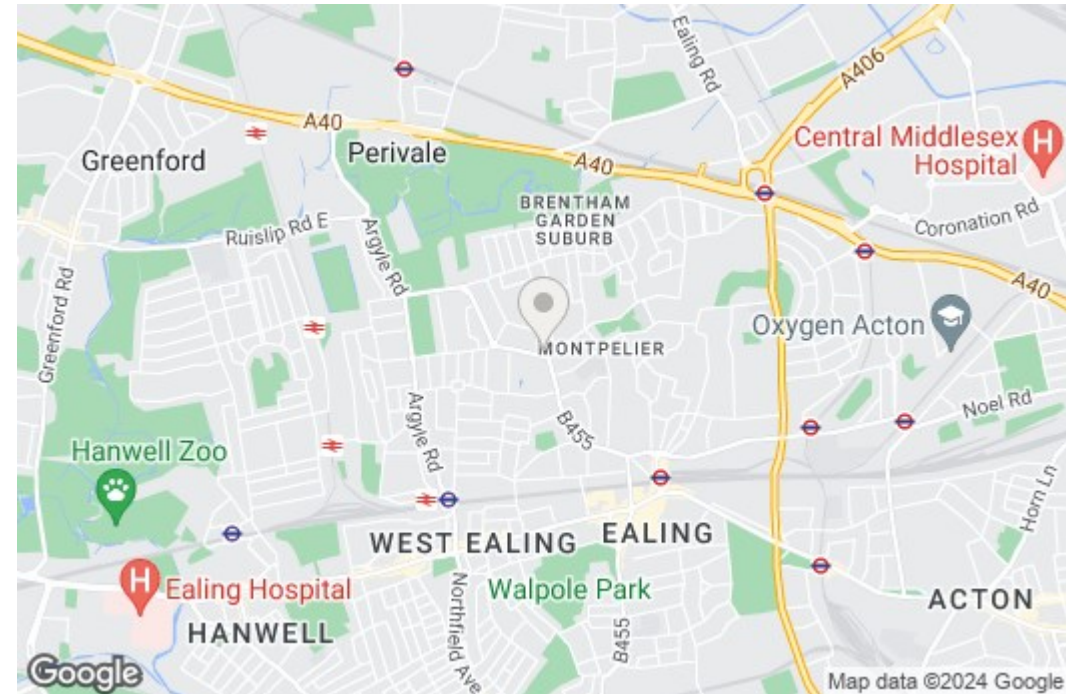 Ealing Rd
A406
A40
Central Middlesex
Hospital
H
Greenford
Perivale
A40
BRENTHAM
GARDEN
SUBURB
Coronation Rd
Ruislip Rd E
Argyle Rd
A40
Greenford Rd
Oxygen Acton
MONTPELIER
Argyle Rd
B455
Noel Rd
Hanwell Zoo
Horn Ln
WEST EALING
EALING
H
Ealing Hospital
Walpole Park
ACTON
HANWELL
Northfield Ave
B455
Google
Map data ©2024 Google